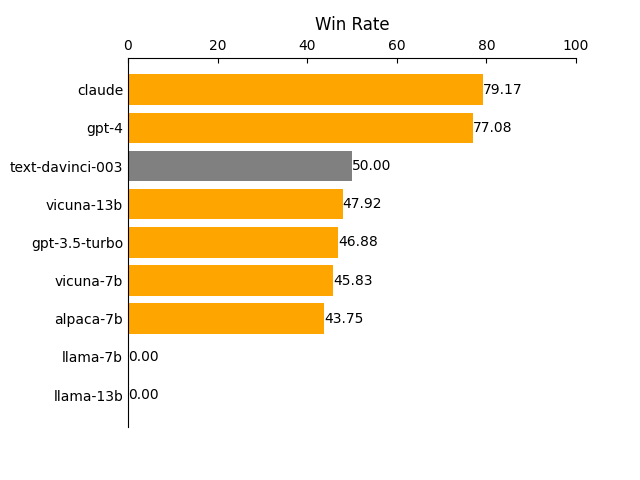 Win Rate
0 20 40 60 80 100
claude 79.17
gpt-4 77.08
text-davinci-003 50.00
vicuna-13b 47.92
gpt-3.5-turbo 46.88
vicuna-7b 45.83
alpaca-7b 43.75
llama-7b 0.00
llama-13b 0.00